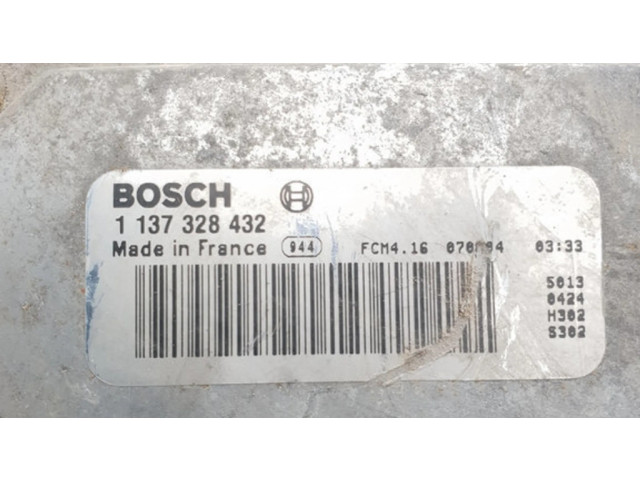 BOSCH
1 137 328 432
Made in France 944 FCM4.16 03:33
5013
0424
H302
S302